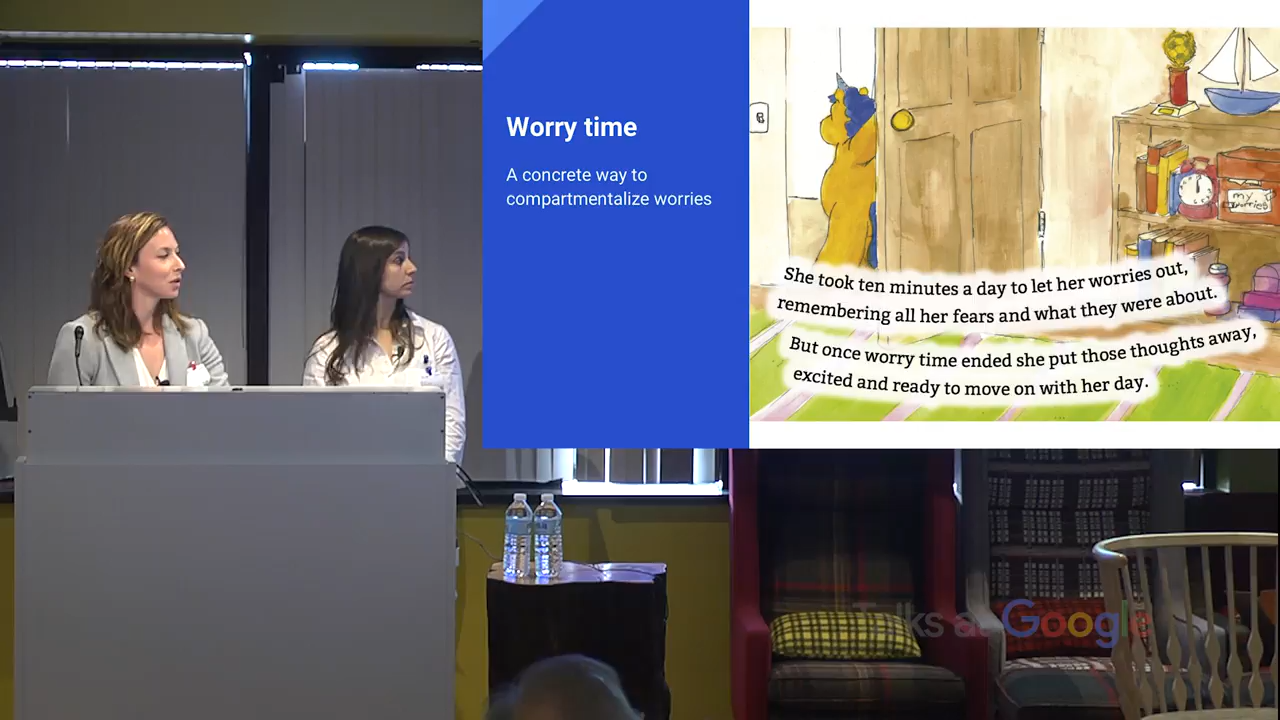 Worry time
A concrete way to
compartmentalize worries
my
worries
She took ten minutes a day to let her worries out,
remembering all her fears and what they were about.
But once worry time ended she put those thoughts away,
excited and ready to move on with her day.
Talks at Google